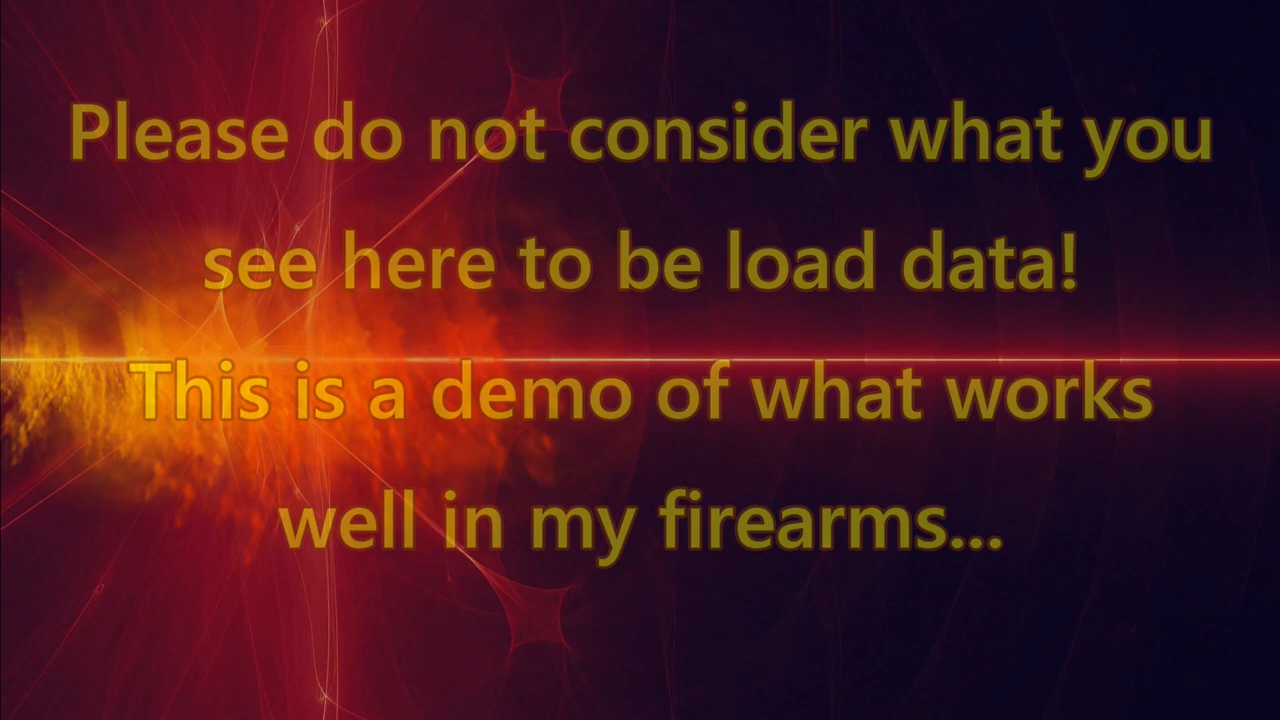 Please do not consider what you
see here to be load data!
This is a demo of what works
well in my firearms...